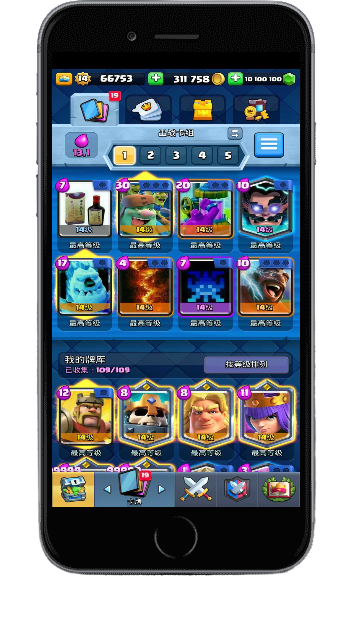 14 66753 311 758 10 100 100
19
出战卡组
13.1
1 2 3 4 5
7 30 20 10
14级 14级 14级 14级
最高等级 最高等级 最高等级 最高等级
17 4 7 10
14级 14级 14级 14级
最高等级 最高等级 最高等级 最高等级
我的牌库
已收集：109/109
按等级排列
12 8 8 11
14级 14级 14级 14级
最高等级 最高等级 最高等级 最高等级
19